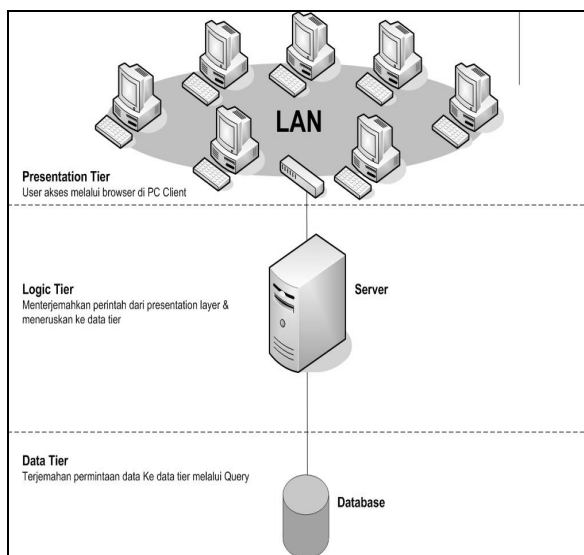 LAN
Presentation Tier
User akses melalui browser di PC Client
Logic Tier
Server
Menterjemahkan perintah dari presentation layer &
meneruskan ke data tier
Data Tier
Terjemahan permintaan data Ke data tier melalui Query
Database